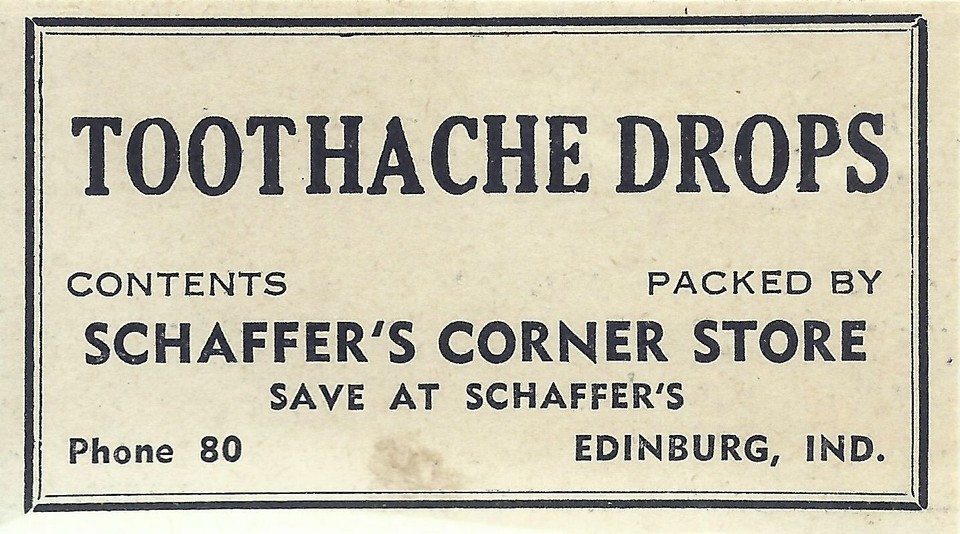 TOOTHACHE DROPS
CONTENTS PACKED BY
SCHAFFER'S CORNER STORE
SAVE AT SCHAFFER'S
Phone 80 EDINBURG, IND.